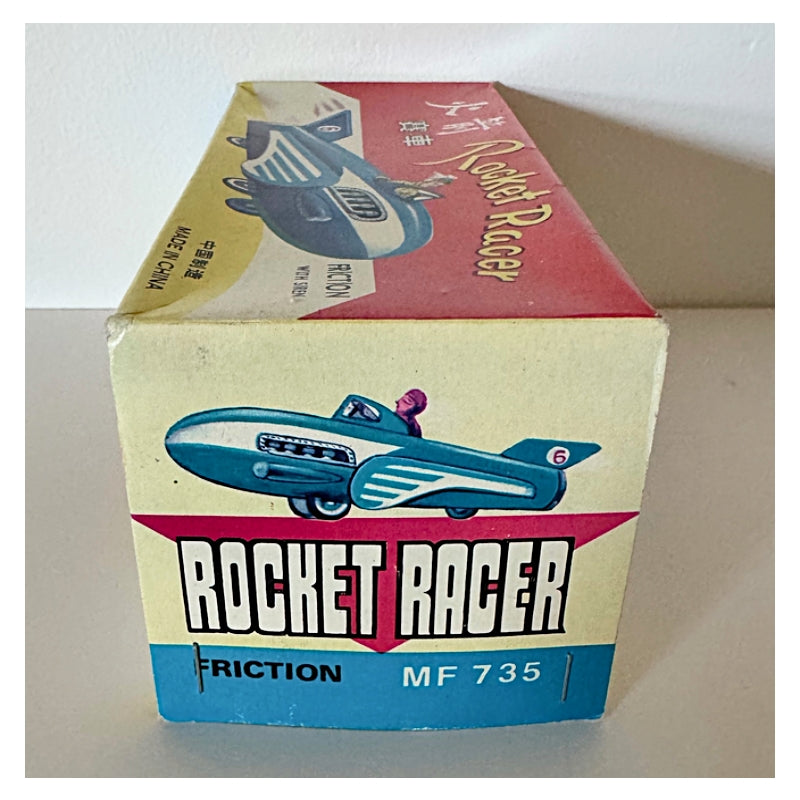 火箭
賽車
Rocket Racer
6
FRICTION
WITH SIREN
中国制造
MADE IN CHINA
6
ROCKET RACER
FRICTION MF 735